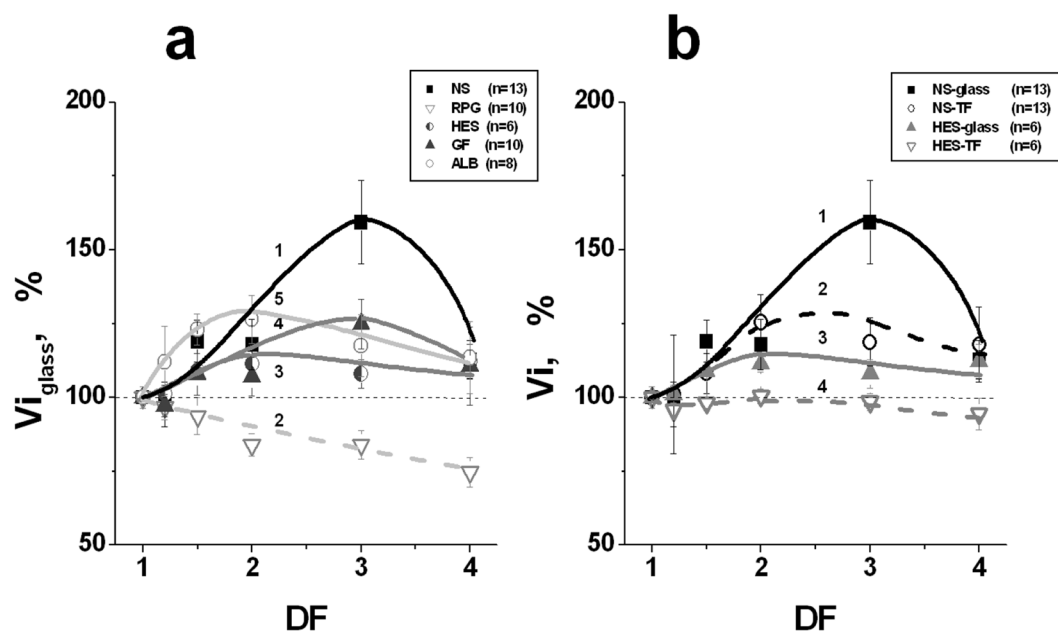 a
NS (n=13)
RPG (n=10)
HES (n=6)
GF (n=10)
ALB (n=8)
Vi glass, %
200
150
100
50
1
5
4
3
2
1 2 3 4
DF
b
NS-glass (n=13)
NS-TF (n=13)
HES-glass (n=6)
HES-TF (n=6)
Vi, %
200
150
100
50
1
2
3
4
1 2 3 4
DF